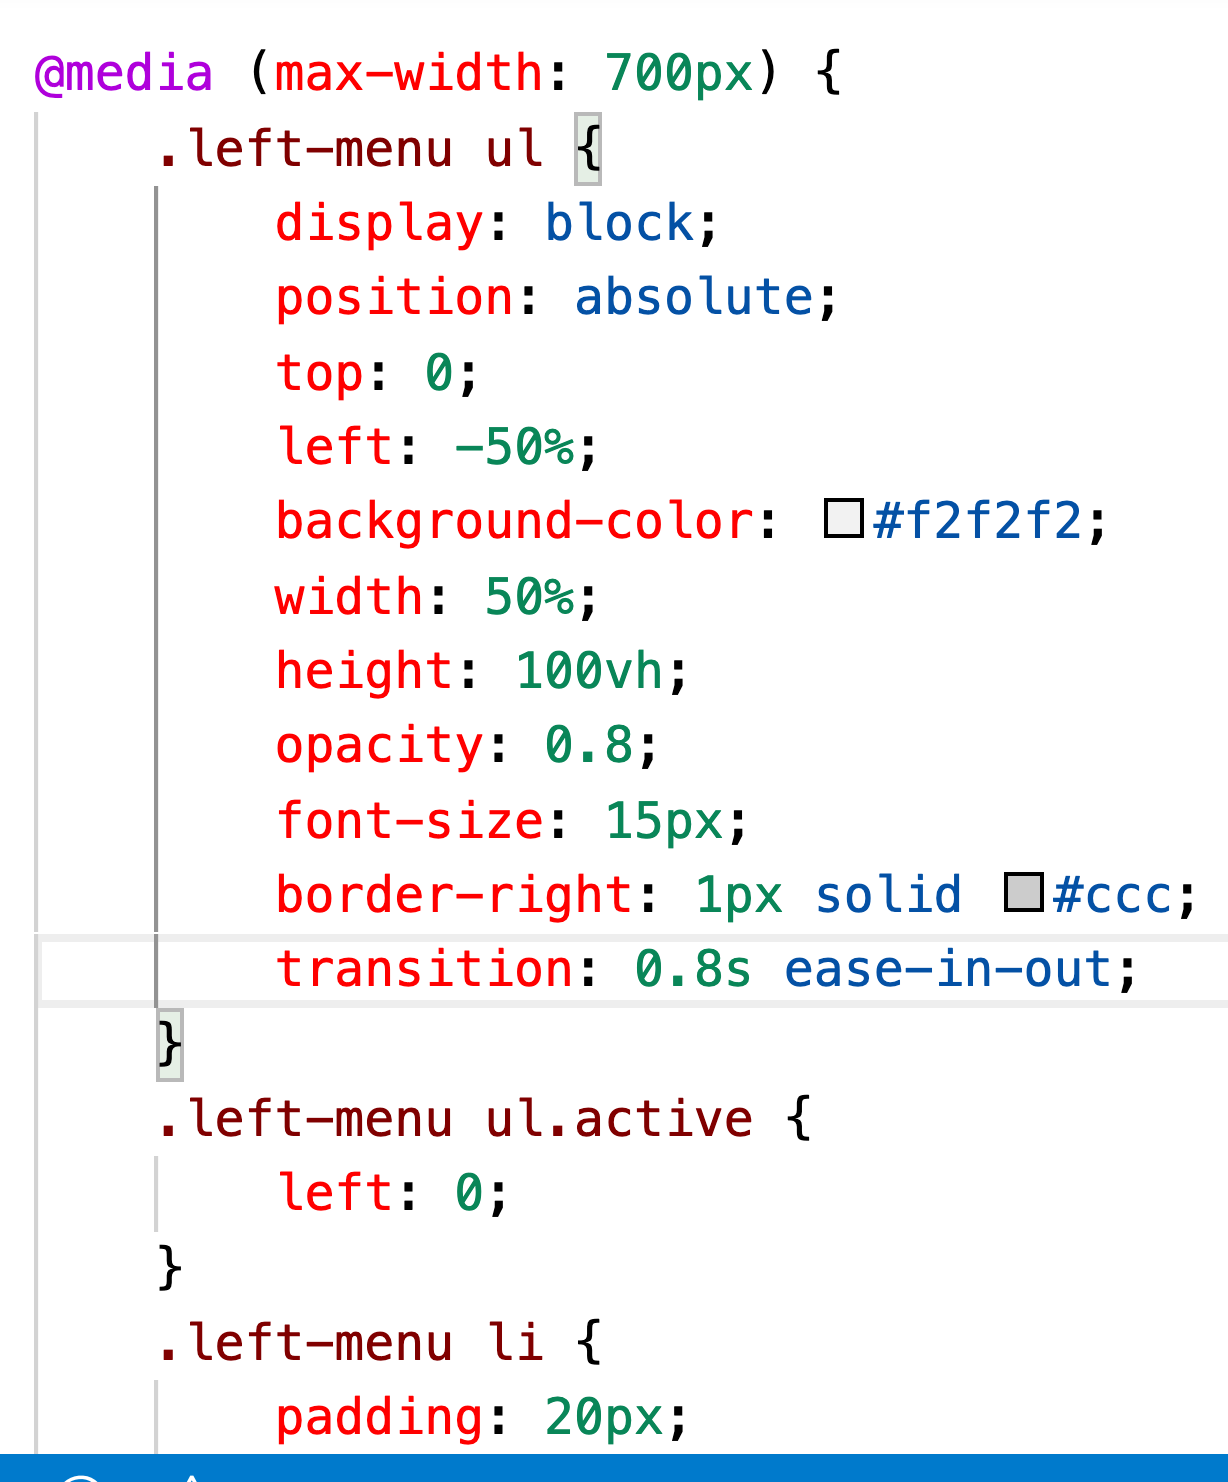 @media (max-width: 700px) {
.left-menu ul {
display: block;
position: absolute;
top: 0;
left: -50%;
background-color: #f2f2f2;
width: 50%;
height: 100vh;
opacity: 0.8;
font-size: 15px;
border-right: 1px solid #ccc;
transition: 0.8s ease-in-out;
}
.left-menu ul.active {
left: 0;
}
.left-menu li {
padding: 20px;